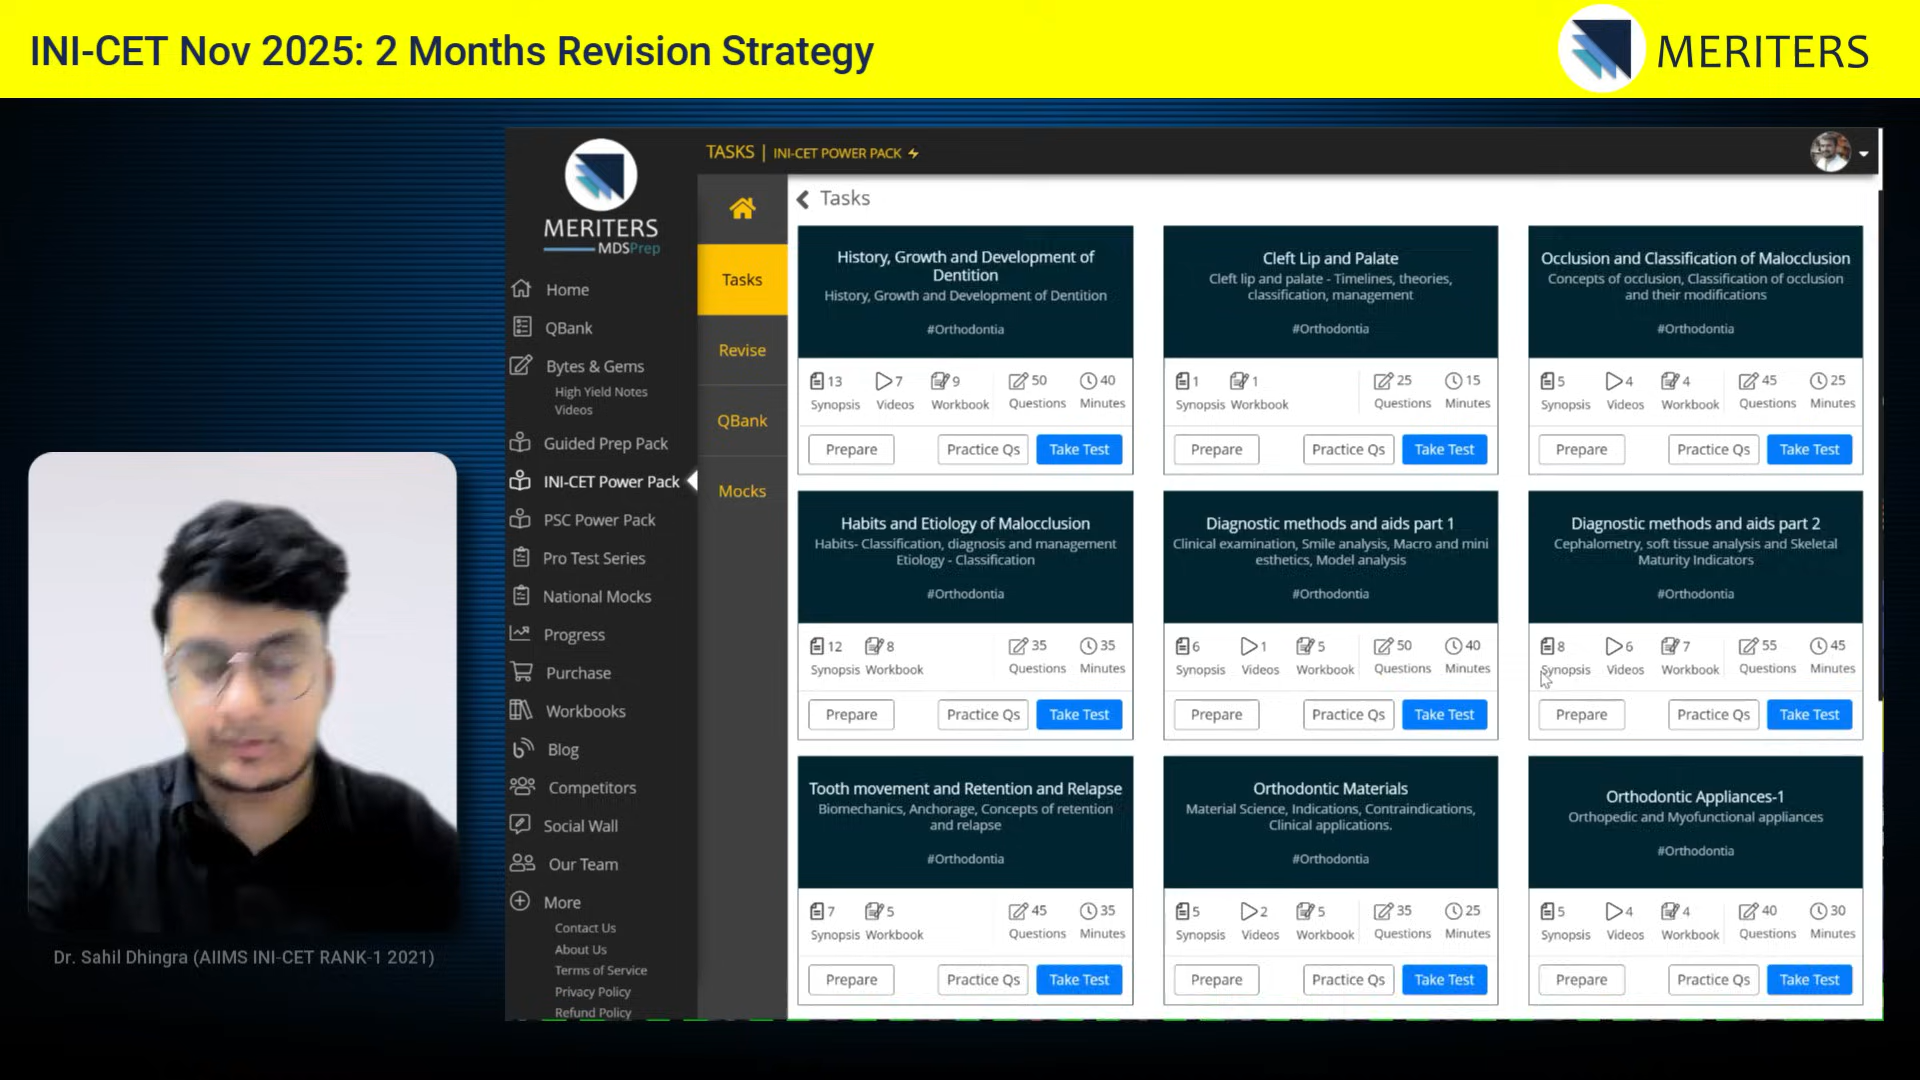 INI-CET Nov 2025: 2 Months Revision Strategy
MERITERS
MERITERS
MDSPrep
Home
QBank
Bytes & Gems
High Yield Notes
Videos
Guided Prep Pack
INI-CET Power Pack
PSC Power Pack
Pro Test Series
National Mocks
Progress
Purchase
Workbooks
Blog
Competitors
Social Wall
Our Team
More
Contact Us
About Us
Terms of Service
Privacy Policy
Refund Policy
TASKS | INI-CET POWER PACK
Tasks
Revise
QBank
Mocks
Tasks
History, Growth and Development of
Dentition
History, Growth and Development of Dentition
#Orthodontia
13 7 9 50 40
Synopsis Videos Workbook Questions Minutes
Prepare Practice Qs Take Test
Cleft Lip and Palate
Cleft lip and palate - Timelines, theories,
classification, management
#Orthodontia
1 1 25 15
Synopsis Workbook Questions Minutes
Prepare Practice Qs Take Test
Occlusion and Classification of Malocclusion
Concepts of occlusion, Classification of occlusion
and their modifications
#Orthodontia
5 4 4 45 25
Synopsis Videos Workbook Questions Minutes
Prepare Practice Qs Take Test
Habits and Etiology of Malocclusion
Habits- Classification, diagnosis and management
Etiology - Classification
#Orthodontia
12 8 35 35
Synopsis Workbook Questions Minutes
Prepare Practice Qs Take Test
Diagnostic methods and aids part 1
Clinical examination, Smile analysis, Macro and mini
esthetics, Model analysis
#Orthodontia
6 1 5 50 40
Synopsis Videos Workbook Questions Minutes
Prepare Practice Qs Take Test
Diagnostic methods and aids part 2
Cephalometry, soft tissue analysis and Skeletal
Maturity Indicators
#Orthodontia
8 6 7 55 45
Synopsis Videos Workbook Questions Minutes
Prepare Practice Qs Take Test
Tooth movement and Retention and Relapse
Biomechanics, Anchorage, Concepts of retention
and relapse
#Orthodontia
7 5 45 35
Synopsis Workbook Questions Minutes
Prepare Practice Qs Take Test
Orthodontic Materials
Material Science, Indications, Contraindications,
Clinical applications.
#Orthodontia
5 2 5 35 25
Synopsis Videos Workbook Questions Minutes
Prepare Practice Qs Take Test
Orthodontic Appliances-1
Orthopedic and Myofunctional appliances
#Orthodontia
5 4 4 40 30
Synopsis Videos Workbook Questions Minutes
Prepare Practice Qs Take Test
Dr. Sahil Dhingra (AIIMS INI-CET RANK-1 2021)